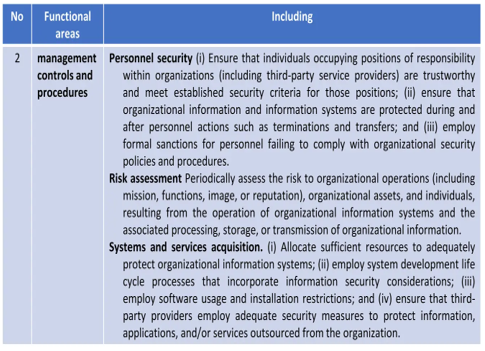 No Functional areas Including
2 management controls and procedures
Personnel security (i) Ensure that individuals occupying positions of responsibility
within organizations (including third-party service providers) are trustworthy
and meet established security criteria for those positions; (ii) ensure that
organizational information and information systems are protected during and
after personnel actions such as terminations and transfers; and (iii) employ
formal sanctions for personnel failing to comply with organizational security
policies and procedures.
Risk assessment Periodically assess the risk to organizational operations (including
mission, functions, image, or reputation), organizational assets, and individuals,
resulting from the operation of organizational information systems and the
associated processing, storage, or transmission of organizational information.
Systems and services acquisition. (i) Allocate sufficient resources to adequately
protect organizational information systems; (ii) employ system development life
cycle processes that incorporate information security considerations; (iii)
employ software usage and installation restrictions; and (iv) ensure that third-
party providers employ adequate security measures to protect information,
applications, and/or services outsourced from the organization.